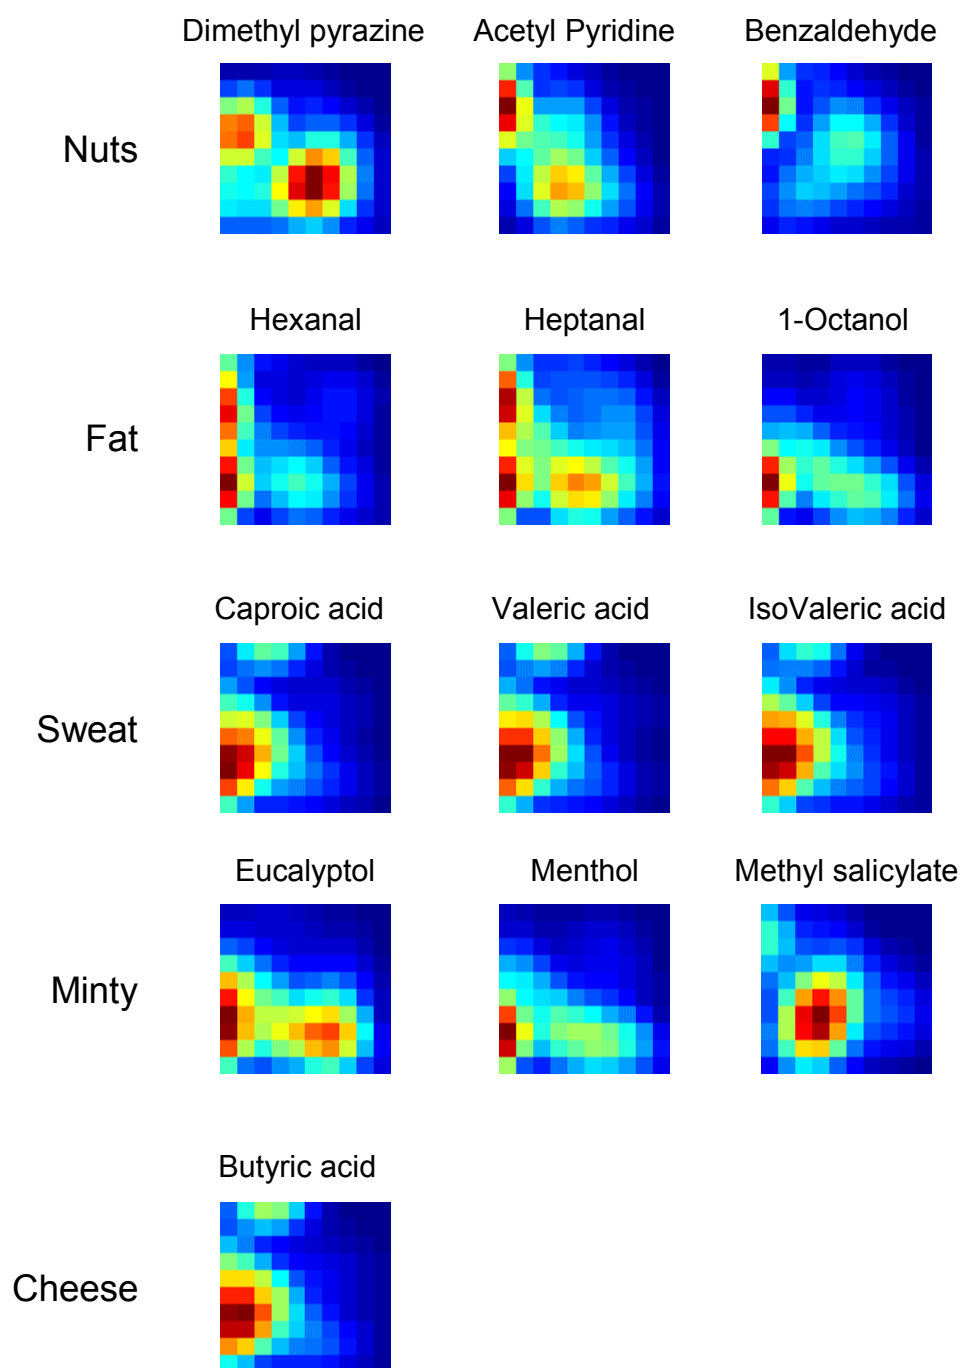 Dimethyl pyrazine Acetyl Pyridine Benzaldehyde
Nuts
Hexanal Heptanal 1-Octanol
Fat
Caproic acid Valeric acid IsoValeric acid
Sweat
Eucalyptol Menthol Methyl salicylate
Minty
Butyric acid
Cheese